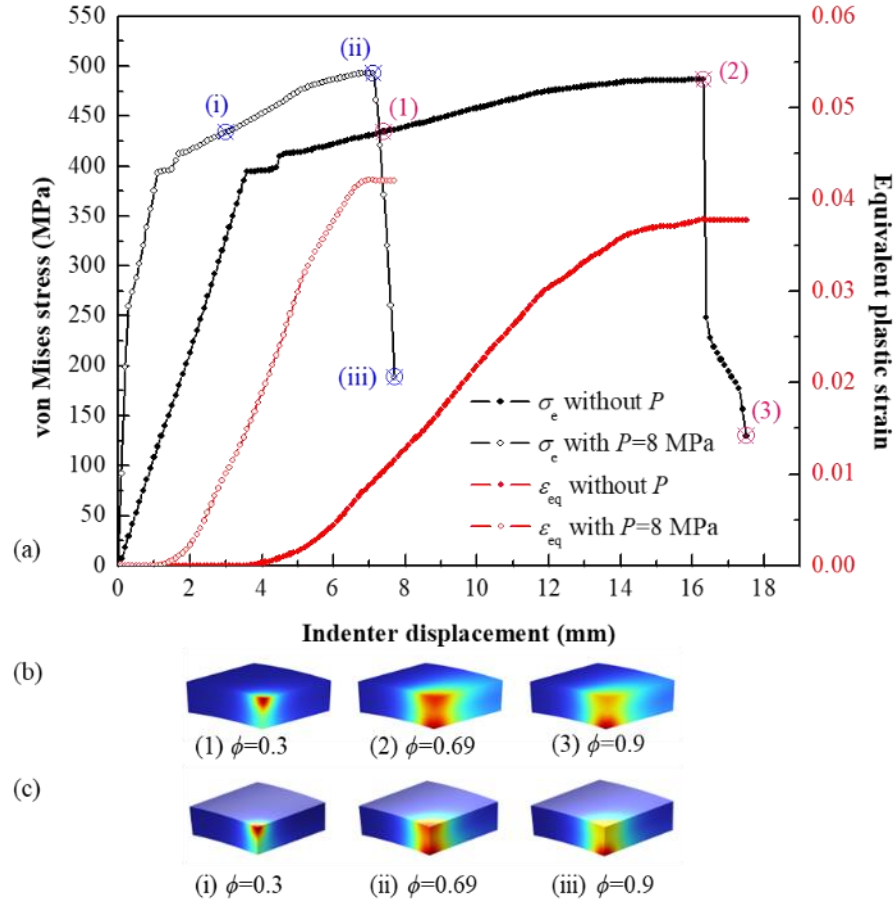 550
500
450
400
350
300
250
200
150
100
50
0
von Mises stress (MPa)
0.06
0.05
0.04
0.03
0.02
0.01
0.00
Equivalent plastic strain
(i)
(ii)
(1)
(2)
(iii)
(3)
σe without P
σe with P=8 MPa
εeq without P
εeq with P=8 MPa
(a)
0 2 4 6 8 10 12 14 16 18
Indenter displacement (mm)
(b)
(1) ϕ=0.3 (2) ϕ=0.69 (3) ϕ=0.9
(c)
(i) ϕ=0.3 (ii) ϕ=0.69 (iii) ϕ=0.9